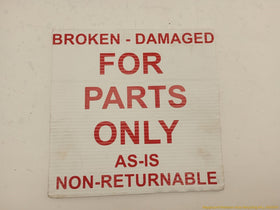 BROKEN - DAMAGED
FOR
PARTS
ONLY
AS-IS
NON-RETURNABLE